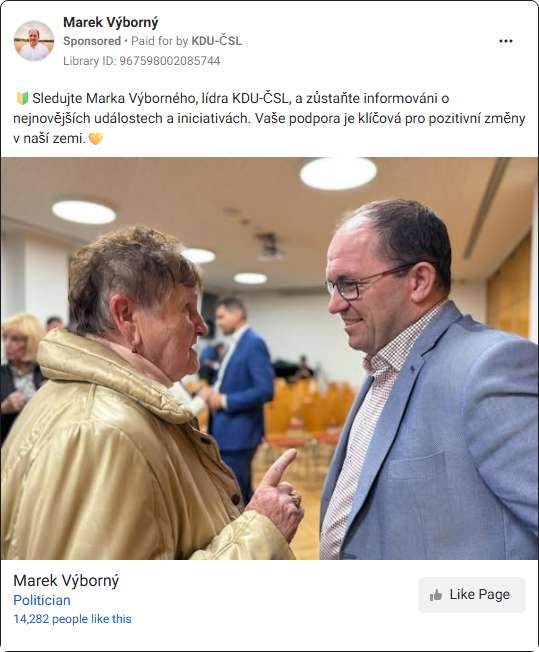 Marek Výborný
Sponsored • Paid for by KDU-ČSL
Library ID: 967598002085744
🔰Sledujte Marka Výborného, lídra KDU-ČSL, a zůstaňte informováni o
nejnovějších událostech a iniciativách. Vaše podpora je klíčová pro pozitivní změny
v naší zemi.🧡
Marek Výborný
Politician
14,282 people like this
Like Page